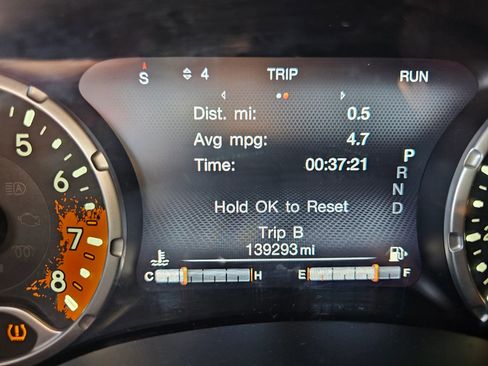 S 4 TRIP RUN
Dist. mi: 0.5
Avg mpg: 4.7
Time: 00:37:21
P
R
N
D
Hold OK to Reset
Trip B
139293 mi
C H E F
5
6
7
8